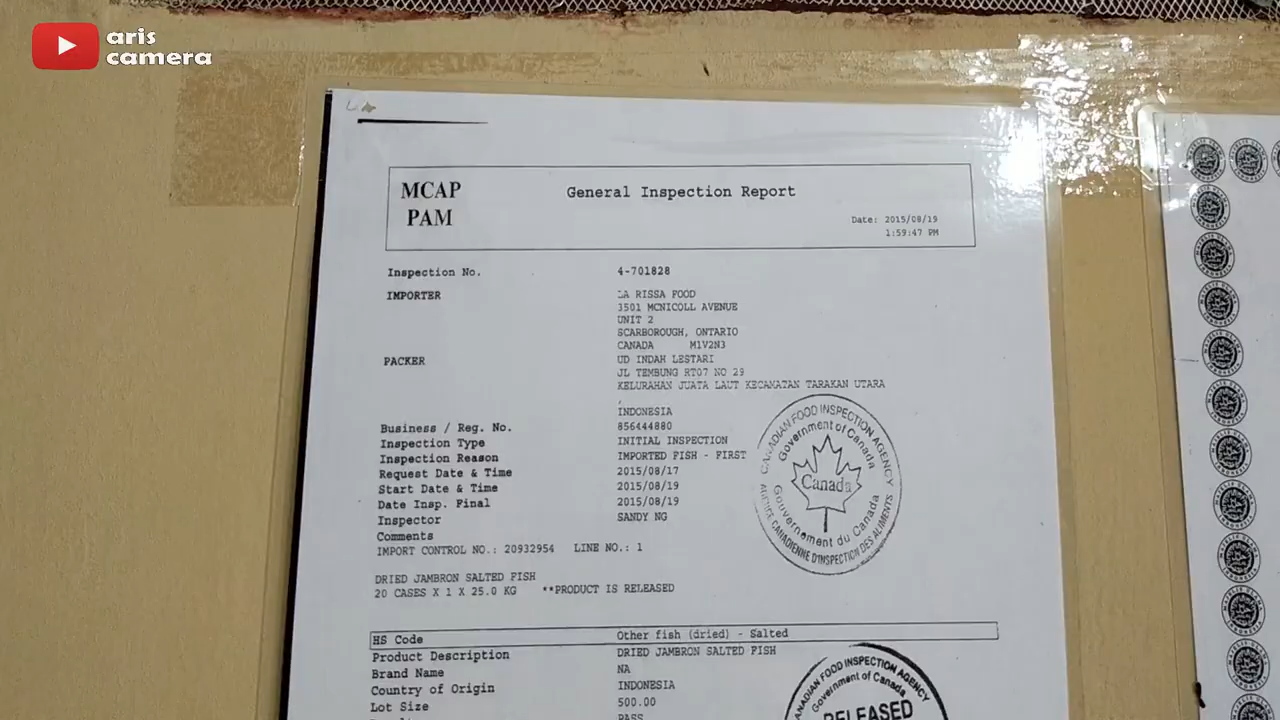 aris
camera
MCAP
PAM
General Inspection Report
Date: 2015/08/19
1:59:47 PM
Inspection No. 4-701828
IMPORTER LA RISSA FOOD
3501 MCNICOLL AVENUE
UNIT 2
SCARBOROUGH, ONTARIO
CANADA M1V2N3
PACKER UD INDAH LESTARI
JL TEMBUNG RT07 NO 29
KELURAHAN JUATA LAUT KECAMATAN TARAKAN UTARA
,
INDONESIA
Business / Reg. No. 856444880
Inspection Type INITIAL INSPECTION
Inspection Reason IMPORTED FISH - FIRST
Request Date & Time 2015/08/17
Start Date & Time 2015/08/19
Date Insp. Final 2015/08/19
Inspector SANDY NG
Comments
IMPORT CONTROL NO.: 20932954 LINE NO.: 1
CANADIAN FOOD INSPECTION AGENCY
Government of Canada
Canada
Gouvernement du Canada
AGENCE CANADIENNE D'INSPECTION DES ALIMENTS
DRIED JAMBRON SALTED FISH
20 CASES X 1 X 25.0 KG **PRODUCT IS RELEASED
HS Code Other fish (dried) - Salted
Product Description DRIED JAMBRON SALTED FISH
Brand Name NA
Country of Origin INDONESIA
Lot Size 500.00
PASS
CANADIAN FOOD INSPECTION AGENCY
Government of Canada
RELEASED